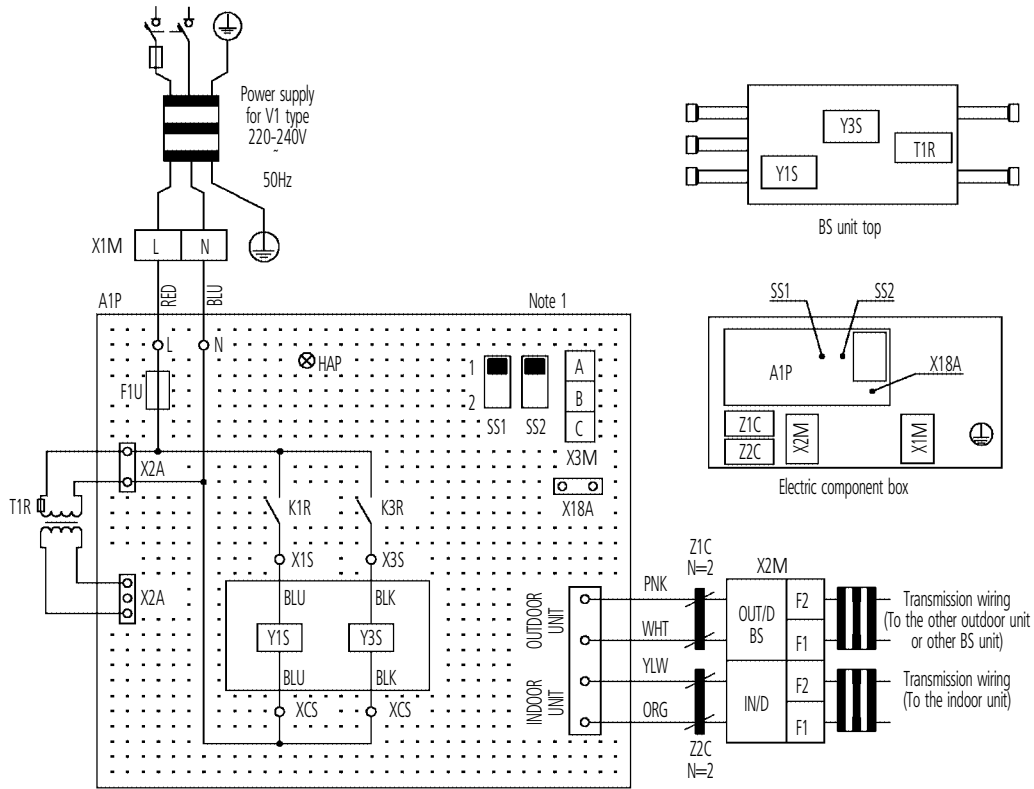 Power supply
for V1 type
220-240V
~
50Hz
X1M
L
N
RED
BLU
A1P
Note 1
L
N
HAP
F1U
1
2
SS1
SS2
A
B
C
X3M
X18A
X2A
T1R
X2A
K1R
K3R
X1S
X3S
BLU
BLK
Y1S
Y3S
BLU
BLK
XCS
XCS
OUTDOOR
UNIT
INDOOR
UNIT
PNK
WHT
YLW
ORG
Z1C
N=2
Z2C
N=2
X2M
OUT/D
BS
F2
F1
IN/D
F2
F1
Transmission wiring
(To the other outdoor unit
or other BS unit)
Transmission wiring
(To the indoor unit)
Y3S
T1R
Y1S
BS unit top
SS1
SS2
A1P
X18A
Z1C
Z2C
X2M
X1M
Electric component box